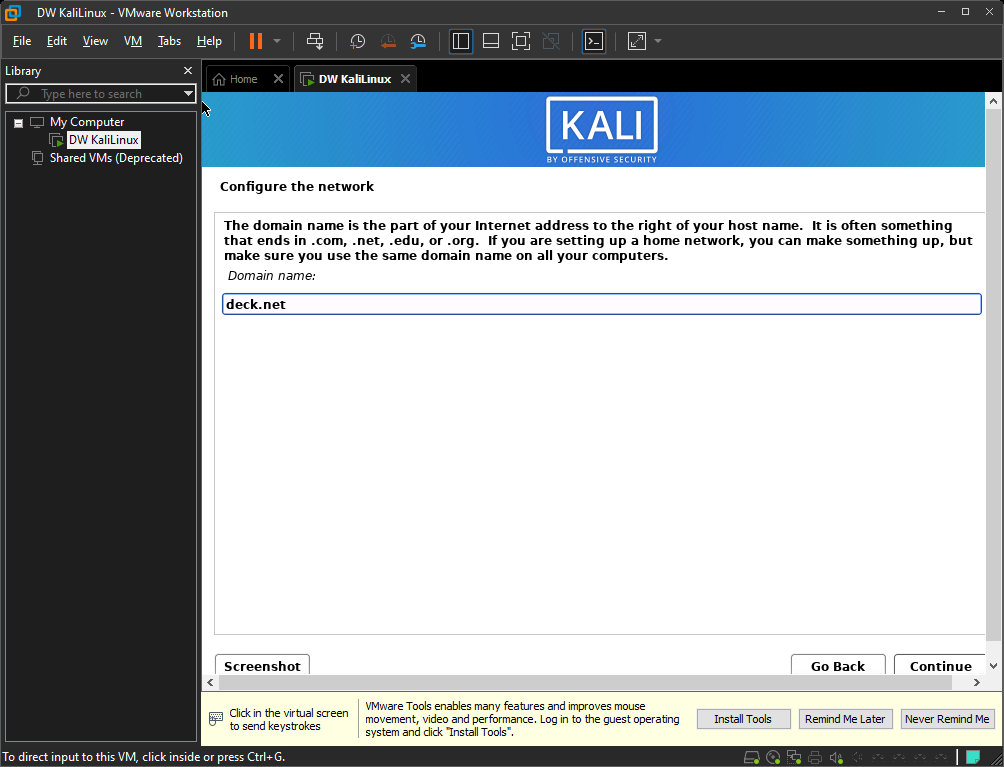 DW KaliLinux - VMware Workstation
File Edit View VM Tabs Help
Library
Type here to search
My Computer
DW KaliLinux
Shared VMs (Deprecated)
Home
DW KaliLinux
KALI
BY OFFENSIVE SECURITY
Configure the network
The domain name is the part of your Internet address to the right of your host name.  It is often something
that ends in .com, .net, .edu, or .org.  If you are setting up a home network, you can make something up, but
make sure you use the same domain name on all your computers.
Domain name:
deck.net
Screenshot Go Back Continue
Click in the virtual screen
to send keystrokes
VMware Tools enables many features and improves mouse
movement, video and performance. Log in to the guest operating
system and click "Install Tools".
Install Tools Remind Me Later Never Remind Me
To direct input to this VM, click inside or press Ctrl+G.